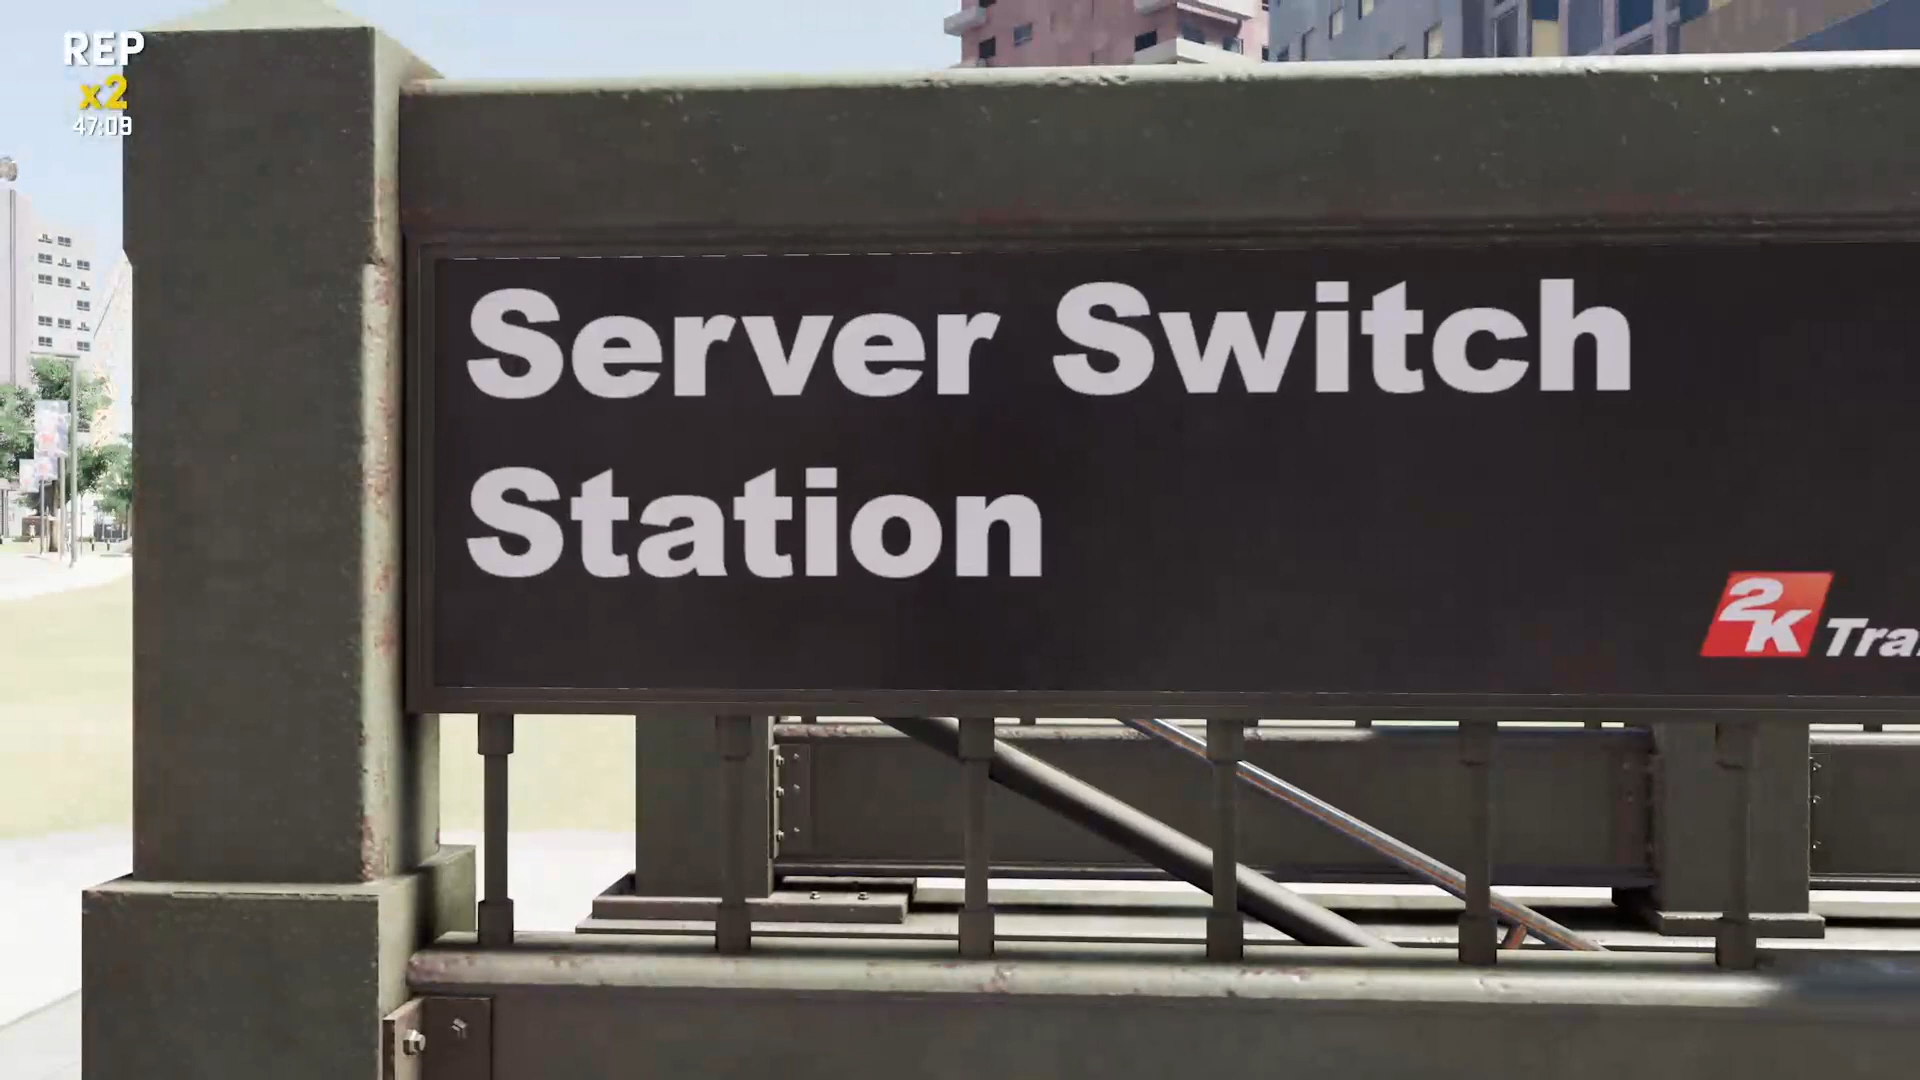 REP
x2
47:09
Server Switch
Station
2K